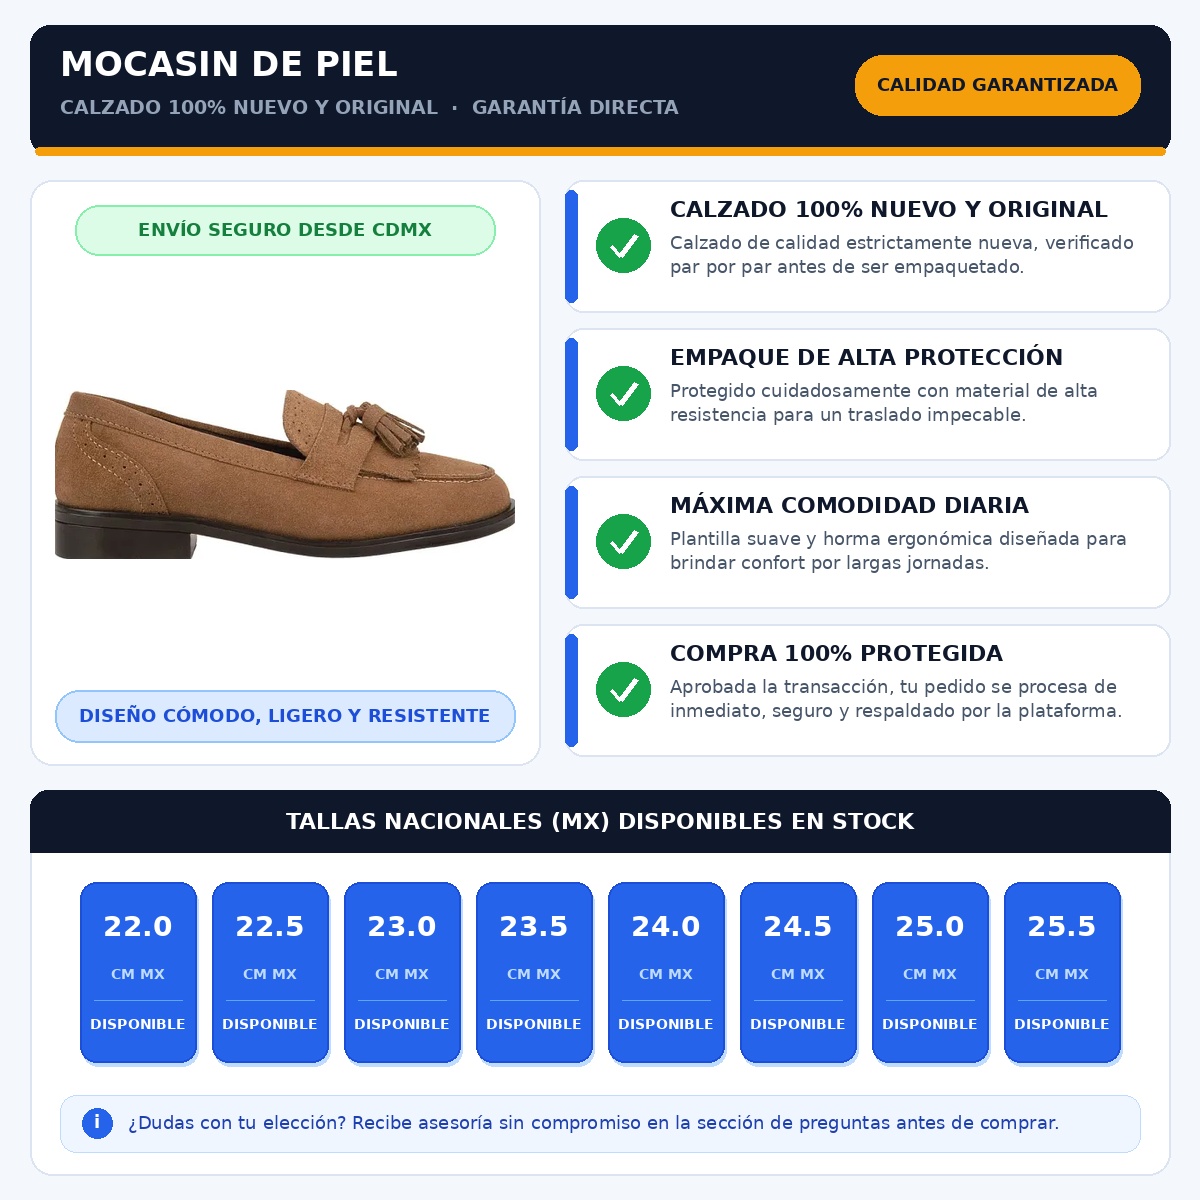 MOCASIN DE PIEL
CALZADO 100% NUEVO Y ORIGINAL · GARANTÍA DIRECTA
CALIDAD GARANTIZADA
ENVÍO SEGURO DESDE CDMX
DISEÑO CÓMODO, LIGERO Y RESISTENTE
CALZADO 100% NUEVO Y ORIGINAL
Calzado de calidad estrictamente nueva, verificado
par por par antes de ser empaquetado.
EMPAQUE DE ALTA PROTECCIÓN
Protegido cuidadosamente con material de alta
resistencia para un traslado impecable.
MÁXIMA COMODIDAD DIARIA
Plantilla suave y horma ergonómica diseñada para
brindar confort por largas jornadas.
COMPRA 100% PROTEGIDA
Aprobada la transacción, tu pedido se procesa de
inmediato, seguro y respaldado por la plataforma.
TALLAS NACIONALES (MX) DISPONIBLES EN STOCK
22.0 22.5 23.0 23.5 24.0 24.5 25.0 25.5
CM MX CM MX CM MX CM MX CM MX CM MX CM MX CM MX
DISPONIBLE DISPONIBLE DISPONIBLE DISPONIBLE DISPONIBLE DISPONIBLE DISPONIBLE DISPONIBLE
i ¿Dudas con tu elección? Recibe asesoría sin compromiso en la sección de preguntas antes de comprar.